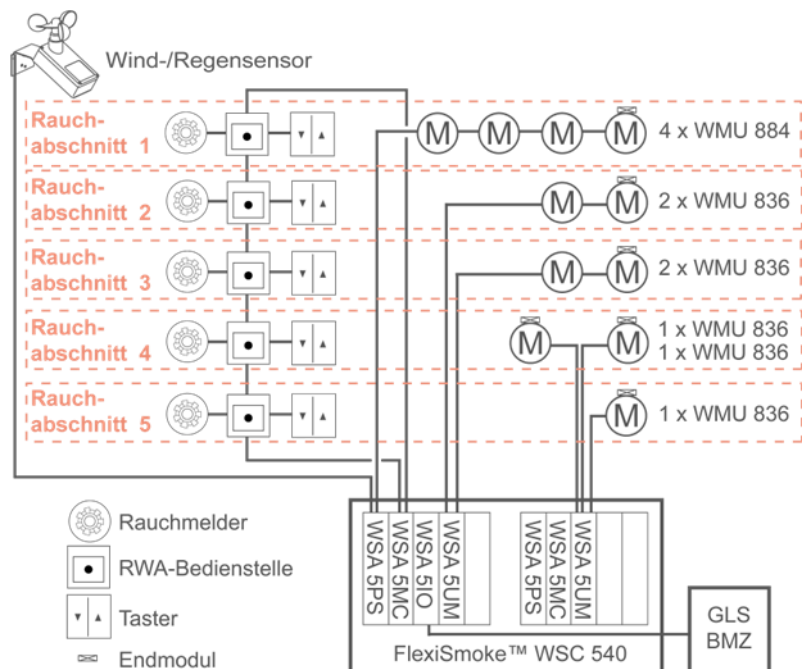 Wind-/Regensensor
Rauch-
abschnitt 1
M M M M
4 x WMU 884
Rauch-
abschnitt 2
M M
2 x WMU 836
Rauch-
abschnitt 3
M M
2 x WMU 836
Rauch-
abschnitt 4
M M
1 x WMU 836
1 x WMU 836
Rauch-
abschnitt 5
M
1 x WMU 836
Rauchmelder
RWA-Bedienstelle
Taster
Endmodul
WSA 5PS
WSA 5MC
WSA 5IO
WSA 5UM
WSA 5PS
WSA 5MC
WSA 5UM
FlexiSmoke™ WSC 540
GLS
BMZ